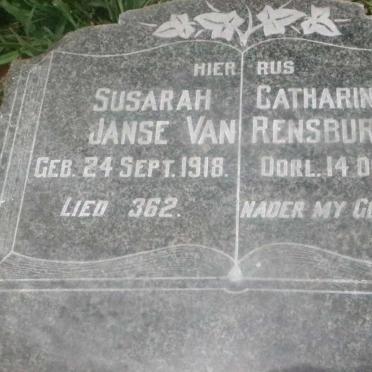 HIER RUS
SUSARAH CATHARIN
JANSE VAN RENSBUR
GEB. 24 SEPT. 1918. OORL. 14 D
LIED 362. NADER MY G